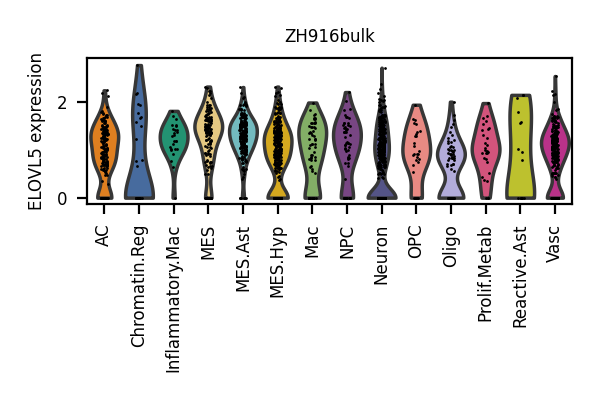 ZH916bulk
ELOVL5 expression
2
0
AC
Chromatin.Reg
Inflammatory.Mac
MES
MES.Ast
MES.Hyp
Mac
NPC
Neuron
OPC
Oligo
Prolif.Metab
Reactive.Ast
Vasc